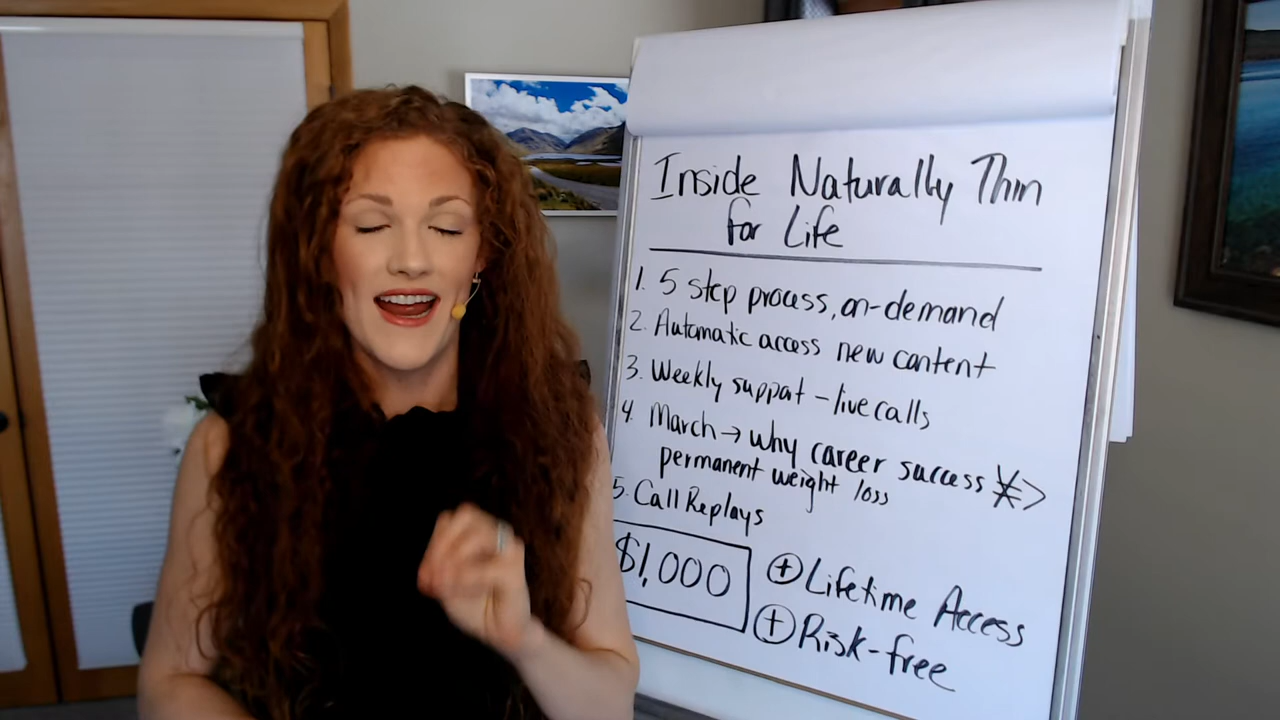 Inside Naturally Thin
for Life
1. 5 step process, on-demand
2. Automatic access new content
3. Weekly support - live calls
4. March → why career success ≠>
permanent weight loss
5. Call Replays
$1,000
+ Lifetime Access
+ Risk-free